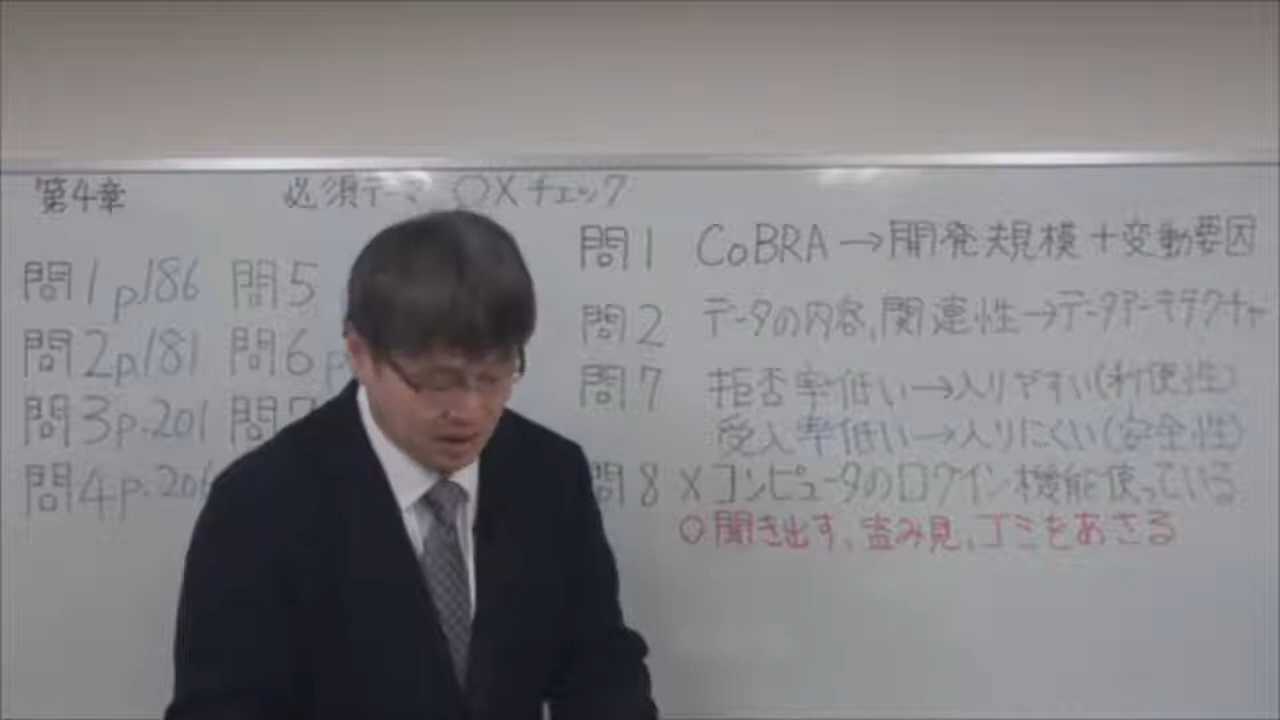 第4章 必須テーマ ○×チェック
問1 p.186 問5
問2 p.181 問6 p
問3 p.201 問7
問4 p.206
問1 CoBRA→開発規模+変動要因
問2 データの内容、関連性→データアーキテクチャ
問7 拒否率低い→入りやすい(利便性)
受入率低い→入りにくい(安全性)
問8 ×コンピュータのログイン機能使っている
○聞き出す、盗み見、ゴミをあさる